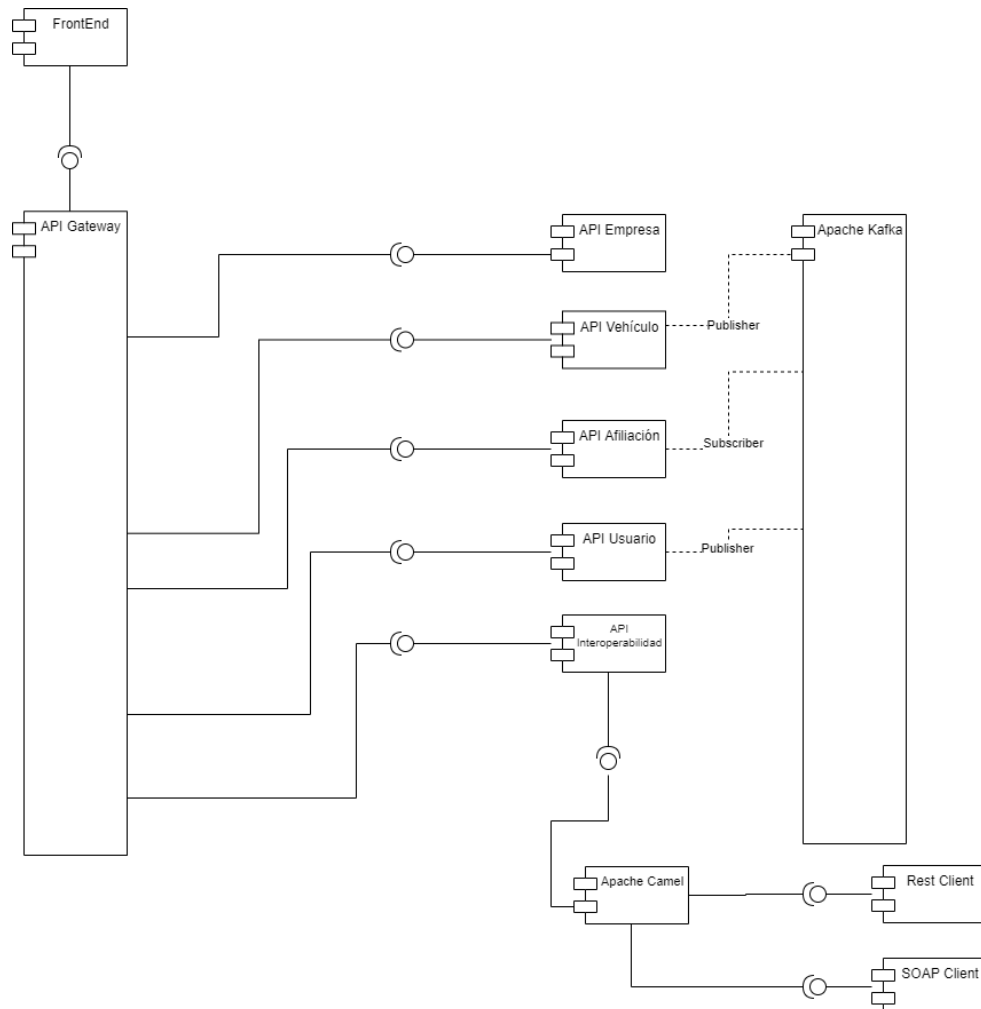 FrontEnd
API Gateway
API Empresa
Apache Kafka
API Vehículo
Publisher
API Afiliación
Subscriber
API Usuario
Publisher
API
Interoperabilidad
Apache Camel
Rest Client
SOAP Client